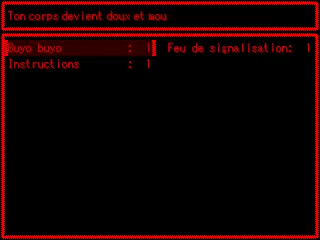 Ton corps devient doux et mou
Buyo buyo : 1 Feu de signalisation: 1
Instructions : 1